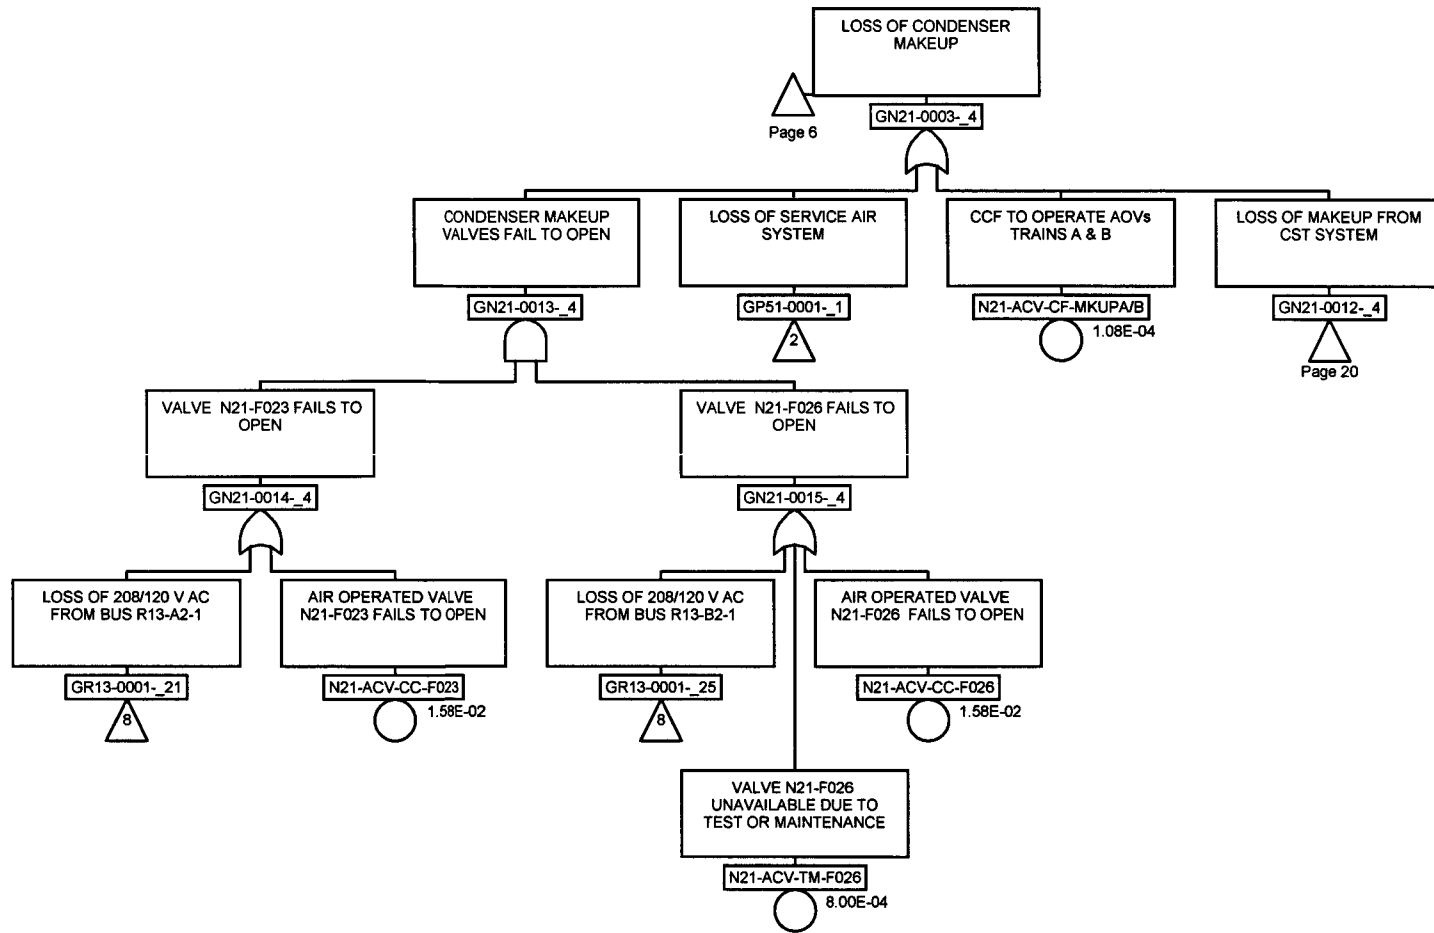 LOSS OF CONDENSER
MAKEUP
Page 6
GN21-0003-_4
CONDENSER MAKEUP
VALVES FAIL TO OPEN
GN21-0013-_4
LOSS OF SERVICE AIR
SYSTEM
GP51-0001-_1
2
CCF TO OPERATE AOVs
TRAINS A & B
N21-ACV-CF-MKUPA/B
1.08E-04
LOSS OF MAKEUP FROM
CST SYSTEM
GN21-0012-_4
Page 20
VALVE N21-F023 FAILS TO
OPEN
GN21-0014-_4
VALVE N21-F026 FAILS TO
OPEN
GN21-0015-_4
LOSS OF 208/120 V AC
FROM BUS R13-A2-1
GR13-0001-_21
8
AIR OPERATED VALVE
N21-F023 FAILS TO OPEN
N21-ACV-CC-F023
1.58E-02
LOSS OF 208/120 V AC
FROM BUS R13-B2-1
GR13-0001-_25
8
AIR OPERATED VALVE
N21-F026 FAILS TO OPEN
N21-ACV-CC-F026
1.58E-02
VALVE N21-F026
UNAVAILABLE DUE TO
TEST OR MAINTENANCE
N21-ACV-TM-F026
8.00E-04